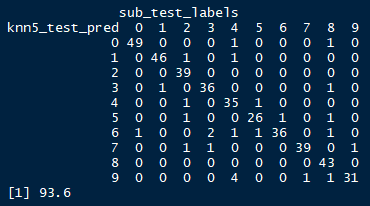 sub_test_labels
knn5_test_pred 0 1 2 3 4 5 6 7 8 9
0 49 0 0 0 1 0 0 0 1 0
1 0 46 1 0 1 0 0 0 0 0
2 0 0 39 0 0 0 0 0 0 0
3 0 1 0 36 0 0 0 0 1 0
4 0 0 1 0 35 1 0 0 0 0
5 0 0 0 1 0 26 1 0 1 0
6 1 0 0 2 1 1 36 0 1 0
7 0 0 1 1 0 0 0 39 0 1
8 0 0 0 0 0 0 0 0 43 0
9 0 0 0 0 4 0 0 1 1 31
[1] 93.6